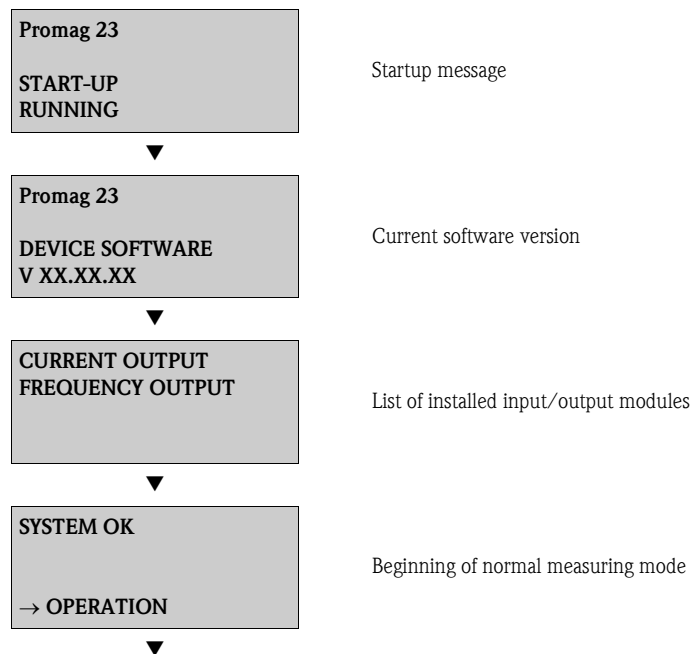 Promag 23
START-UP
RUNNING
Startup message
▼
Promag 23
DEVICE SOFTWARE
V XX.XX.XX
Current software version
▼
CURRENT OUTPUT
FREQUENCY OUTPUT
List of installed input/output modules
▼
SYSTEM OK
→ OPERATION
Beginning of normal measuring mode
▼